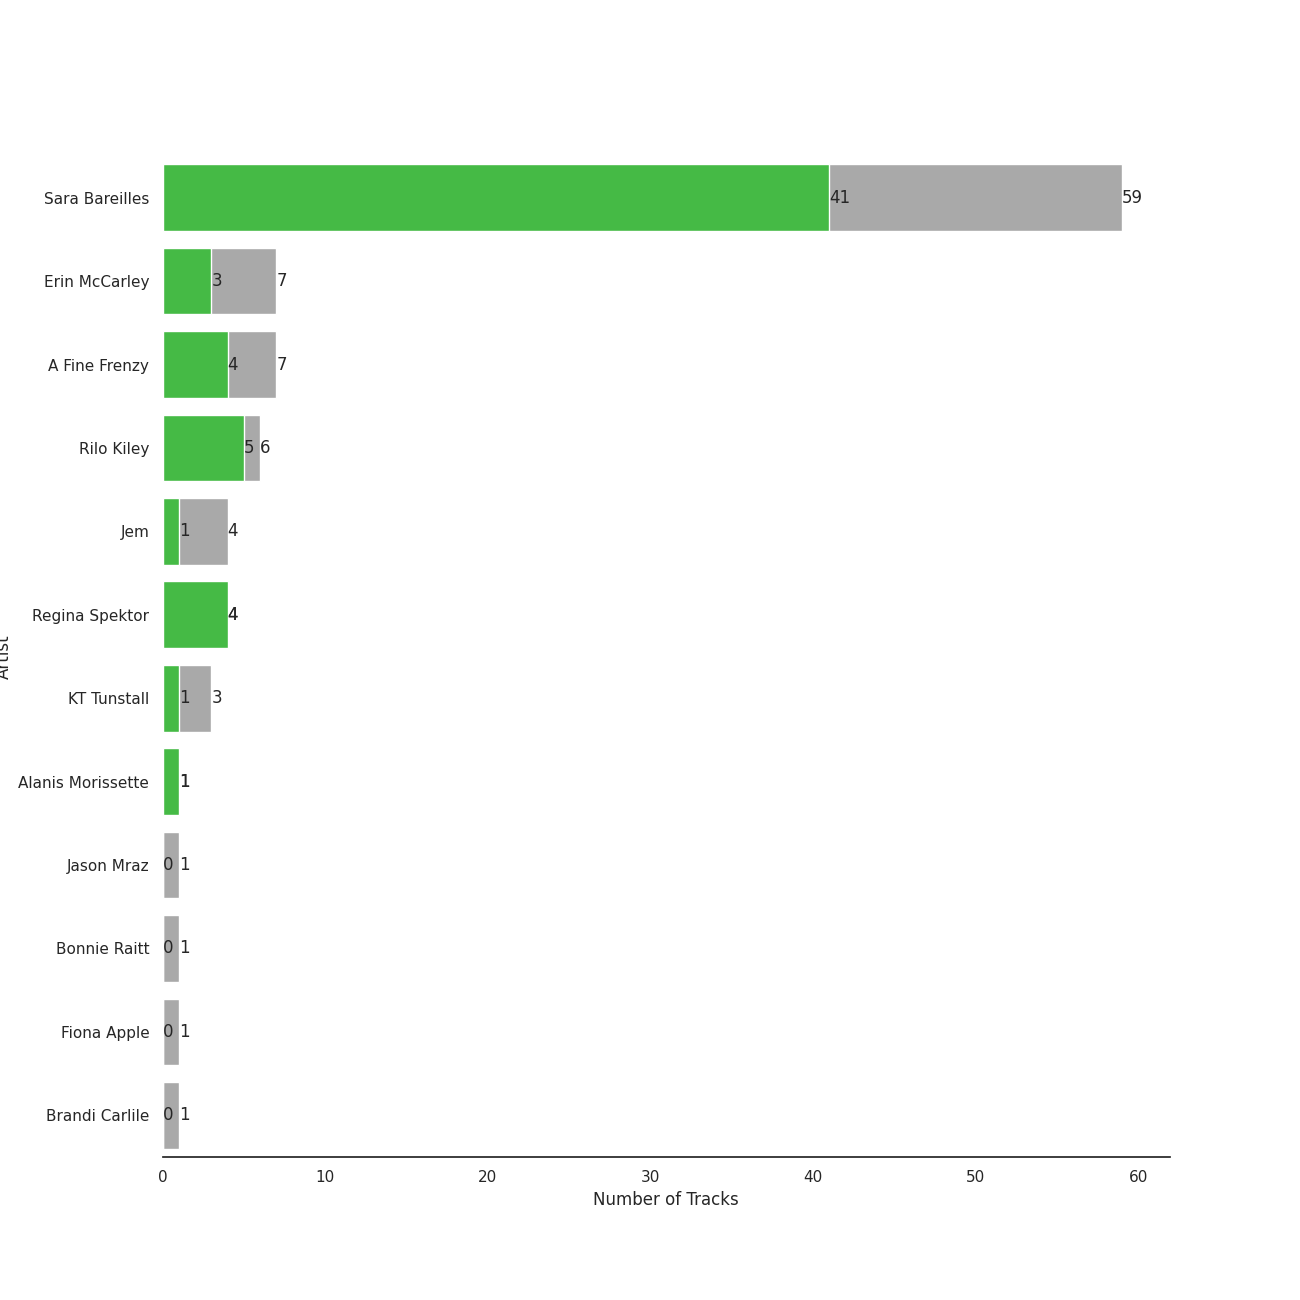 Sara Bareilles 41 59
Erin McCarley 3 7
A Fine Frenzy 4 7
Rilo Kiley 5 6
Jem 1 4
Regina Spektor 4
KT Tunstall 1 3
Alanis Morissette 1
Jason Mraz 0 1
Bonnie Raitt 0 1
Fiona Apple 0 1
Brandi Carlile 0 1
Artist
0 10 20 30 40 50 60
Number of Tracks